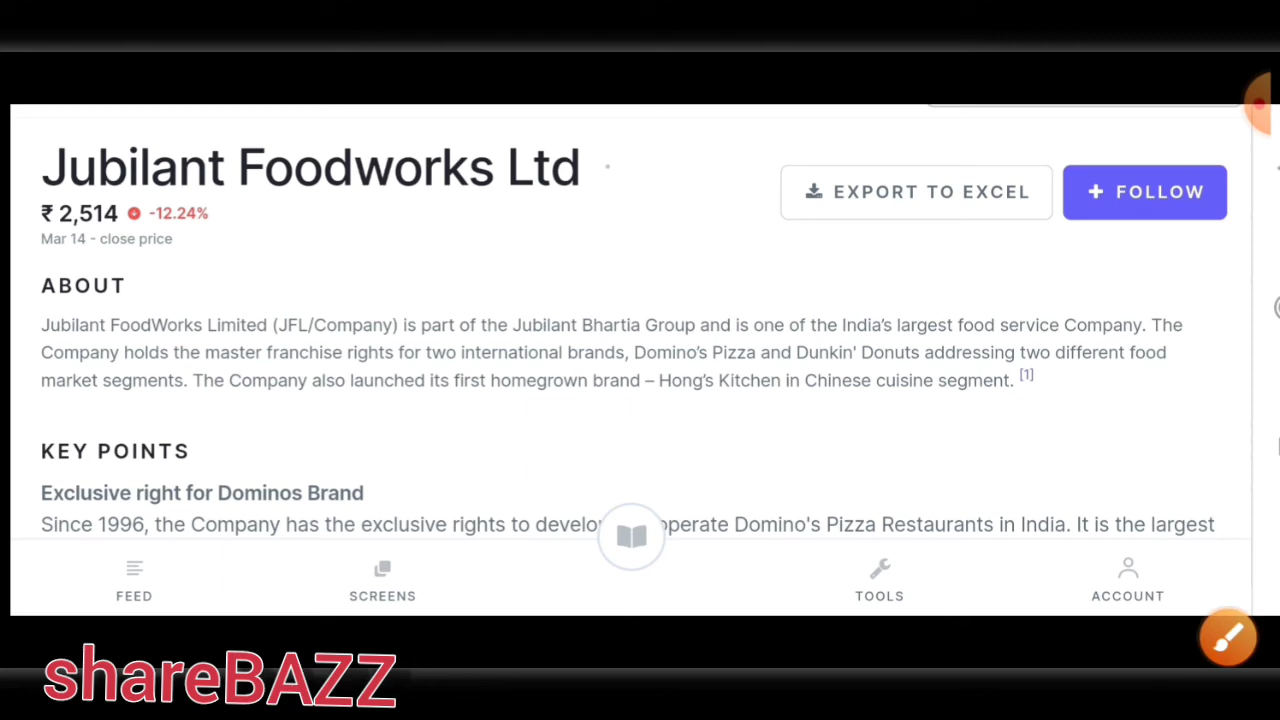 Jubilant Foodworks Ltd
EXPORT TO EXCEL
+ FOLLOW
₹ 2,514 -12.24%
Mar 14 - close price
ABOUT
Jubilant FoodWorks Limited (JFL/Company) is part of the Jubilant Bhartia Group and is one of the India's largest food service Company. The
Company holds the master franchise rights for two international brands, Domino's Pizza and Dunkin' Donuts addressing two different food
market segments. The Company also launched its first homegrown brand – Hong's Kitchen in Chinese cuisine segment. [1]
KEY POINTS
Exclusive right for Dominos Brand
Since 1996, the Company has the exclusive rights to develop operate Domino's Pizza Restaurants in India. It is the largest
FEED
SCREENS
TOOLS
ACCOUNT
shareBAZZ